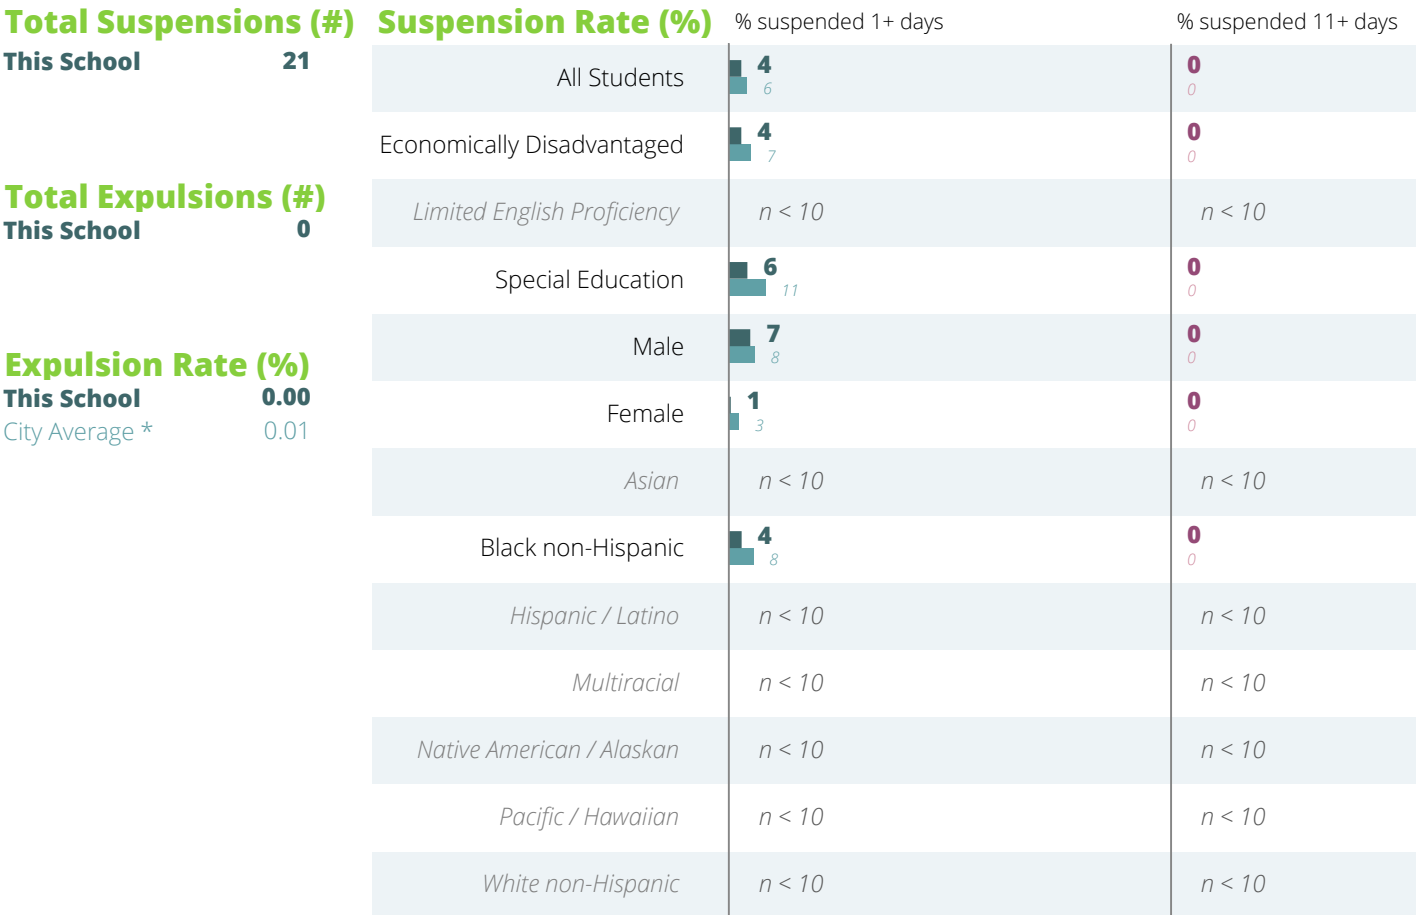 Total Suspensions (#)
This School 21
Total Expulsions (#)
This School 0
Expulsion Rate (%)
This School 0.00
City Average * 0.01
Suspension Rate (%) % suspended 1+ days % suspended 11+ days
All Students 4 0
6 0
Economically Disadvantaged 4 0
7 0
Limited English Proficiency n < 10 n < 10
Special Education 6 0
11 0
Male 7 0
8 0
Female 1 0
3 0
Asian n < 10 n < 10
Black non-Hispanic 4 0
8 0
Hispanic / Latino n < 10 n < 10
Multiracial n < 10 n < 10
Native American / Alaskan n < 10 n < 10
Pacific / Hawaiian n < 10 n < 10
White non-Hispanic n < 10 n < 10